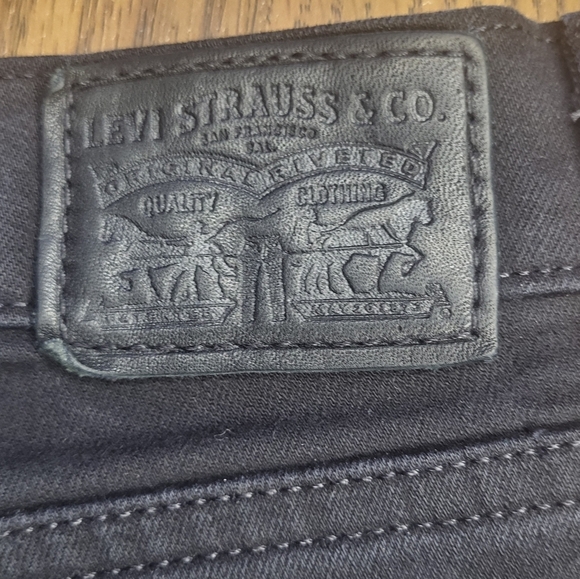 LEVI STRAUSS & CO.
SAN FRANCISCO
CAL.
ORIGINAL RIVETED
QUALITY CLOTHING